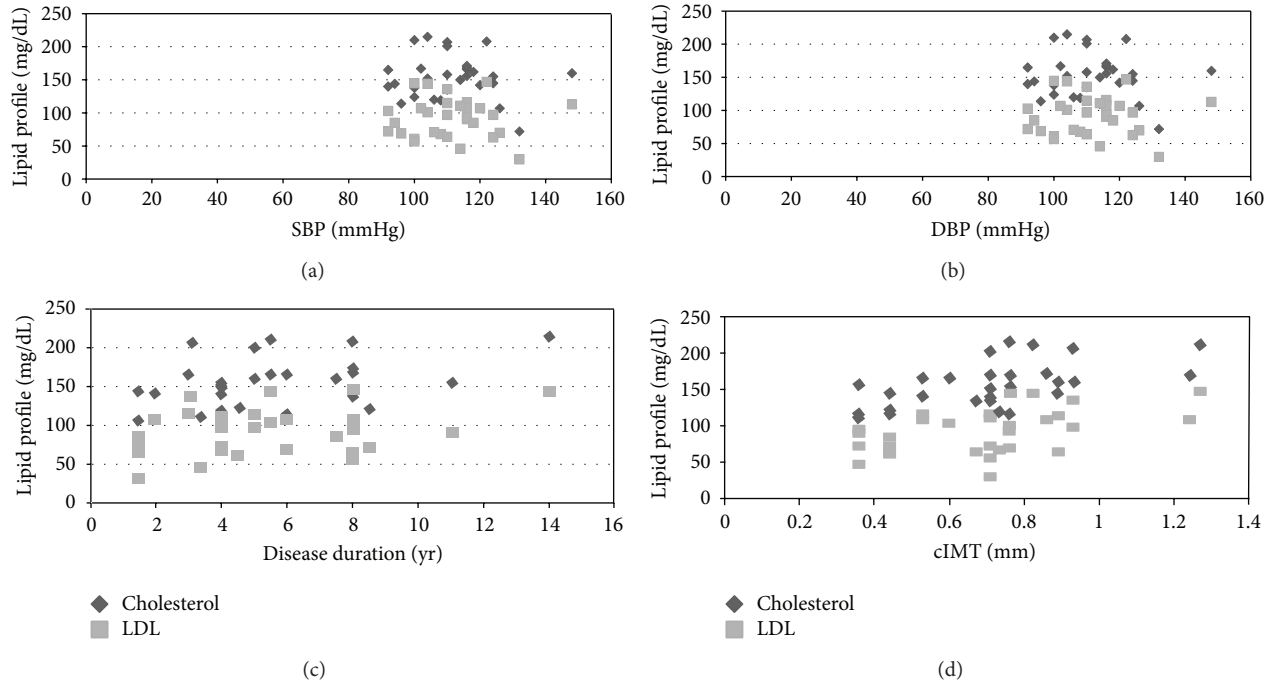 Lipid profile (mg/dL)
250
200
150
100
50
0
0 20 40 60 80 100 120 140 160
SBP (mmHg)
(a)
Lipid profile (mg/dL)
250
200
150
100
50
0
0 20 40 60 80 100 120 140 160
DBP (mmHg)
(b)
Lipid profile (mg/dL)
250
200
150
100
50
0
0 2 4 6 8 10 12 14 16
Disease duration (yr)
Cholesterol
LDL
(c)
Lipid profile (mg/dL)
250
200
150
100
50
0
0 0.2 0.4 0.6 0.8 1 1.2 1.4
cIMT (mm)
Cholesterol
LDL
(d)